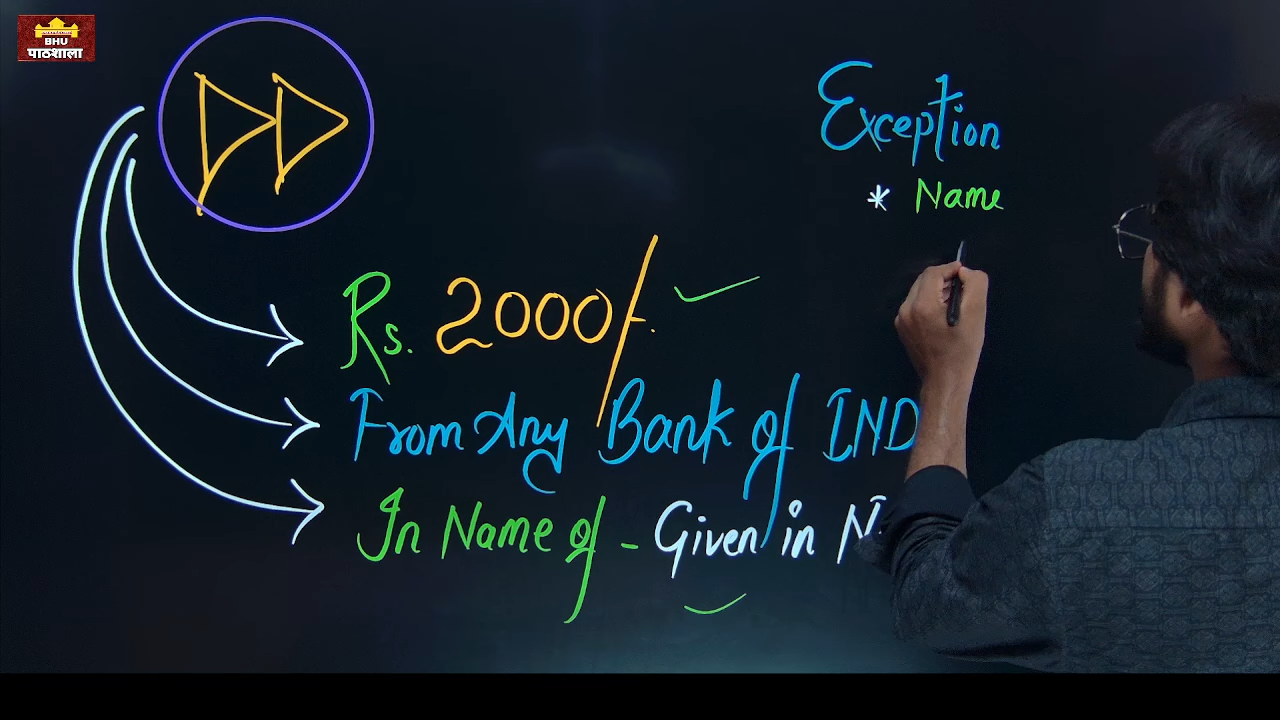 BHU
पाठशाला
DD
Exception
* Name
Rs. 2000/-
From Any Bank of IND
In Name of - Given in N